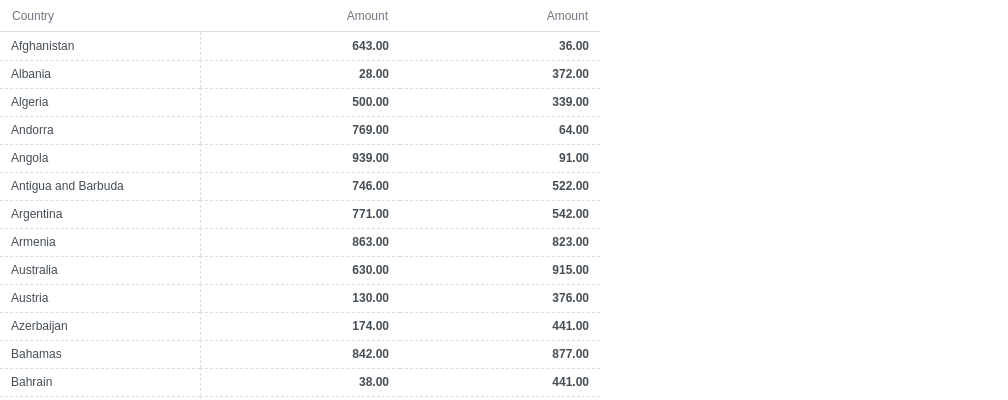 Country Amount Amount
Afghanistan 643.00 36.00
Albania 28.00 372.00
Algeria 500.00 339.00
Andorra 769.00 64.00
Angola 939.00 91.00
Antigua and Barbuda 746.00 522.00
Argentina 771.00 542.00
Armenia 863.00 823.00
Australia 630.00 915.00
Austria 130.00 376.00
Azerbaijan 174.00 441.00
Bahamas 842.00 877.00
Bahrain 38.00 441.00